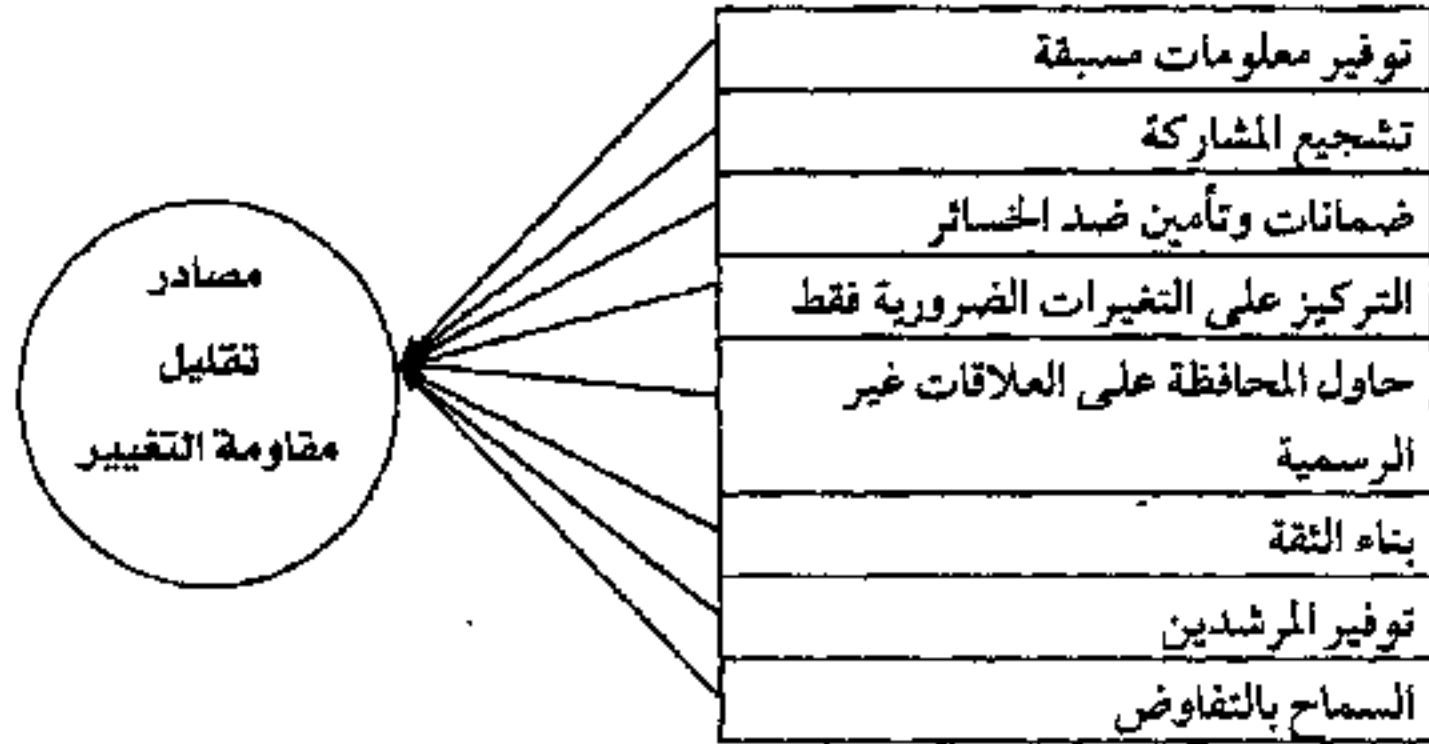 توفير معلومات مسبقة
تشجيع المشاركة
ضمانات وتأمين ضد الخسائر
التركيز على التغيرات الضرورية فقط
حاول المحافظة على العلاقات غير
الرسمية
بناء الثقة
توفير المرشدين
السماح بالتفاوض
مصادر
تقليل
مقاومة التغيير